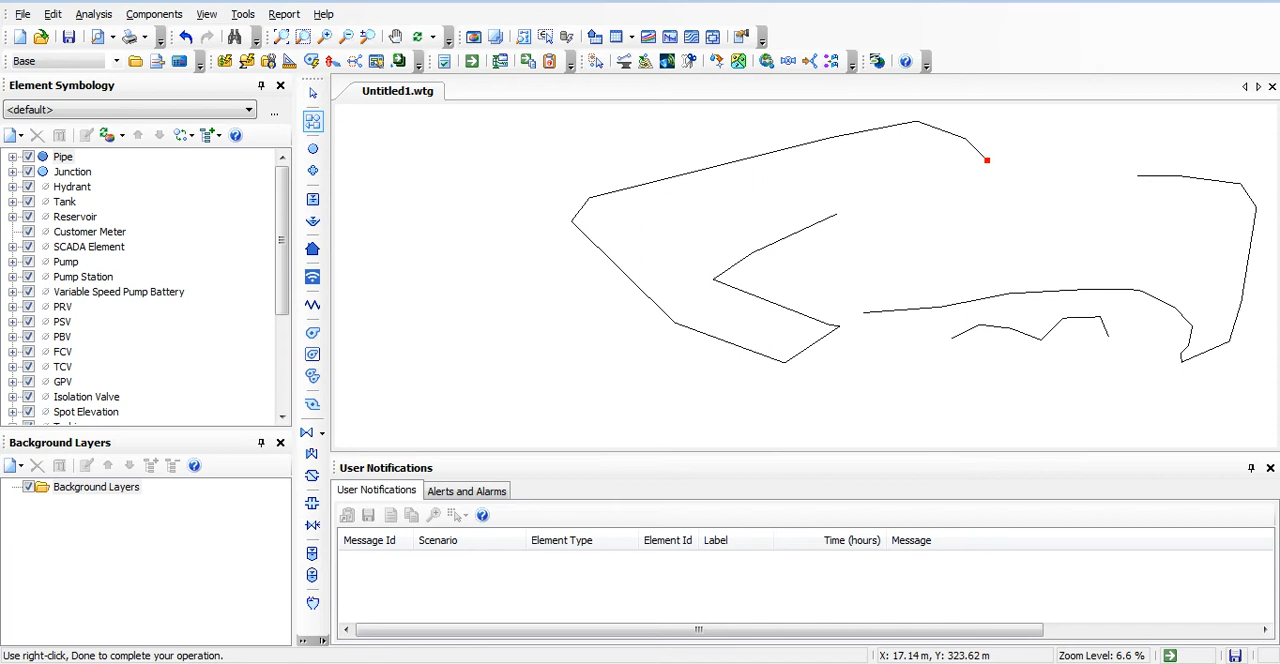 File Edit Analysis Components View Tools Report Help
Base
Element Symbology
<default>
...
Pipe
Junction
Hydrant
Tank
Reservoir
Customer Meter
SCADA Element
Pump
Pump Station
Variable Speed Pump Battery
PRV
PSV
PBV
FCV
TCV
GPV
Isolation Valve
Spot Elevation
Background Layers
Background Layers
Untitled1.wtg
User Notifications
User Notifications Alerts and Alarms
Message Id Scenario Element Type Element Id Label Time (hours) Message
Use right-click, Done to complete your operation. X: 17.14 m, Y: 323.62 m Zoom Level: 6.6 %